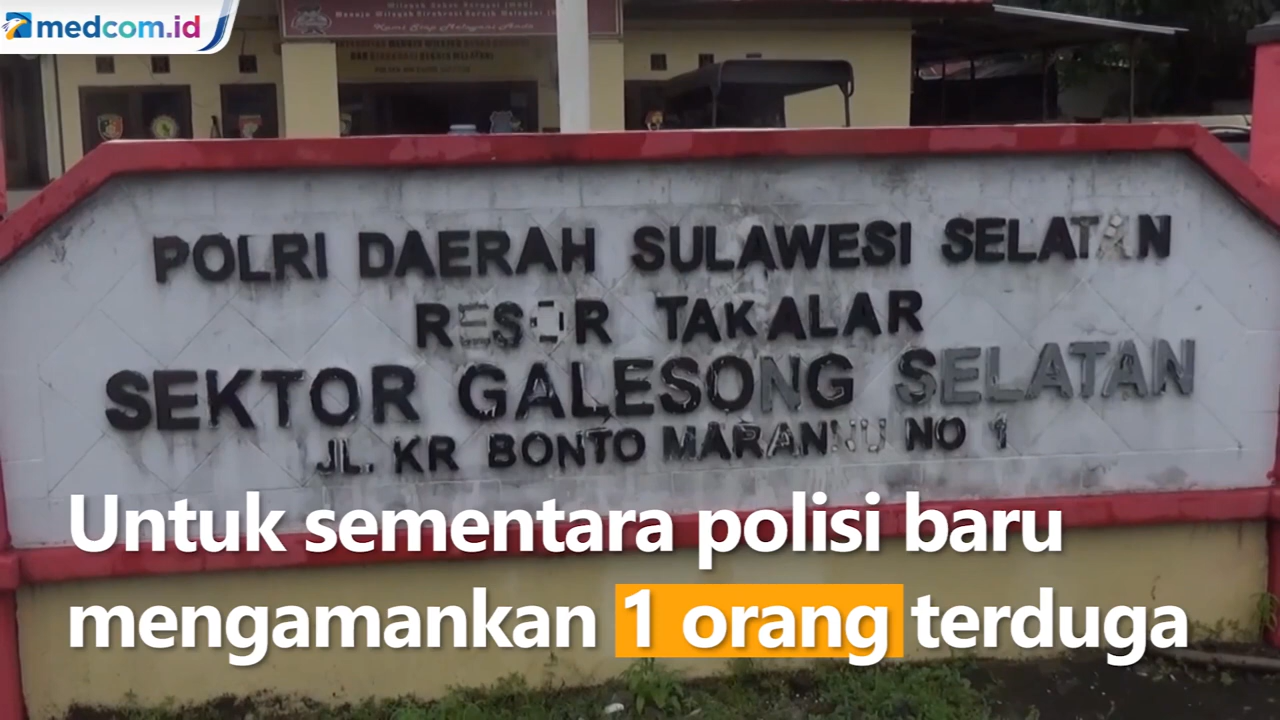 medcom.id
POLRI DAERAH SULAWESI SELATAN
RESOR TAKALAR
SEKTOR GALESONG SELATAN
JL. KR BONTO MARANNU NO 1
Untuk sementara polisi baru
mengamankan 1 orang terduga